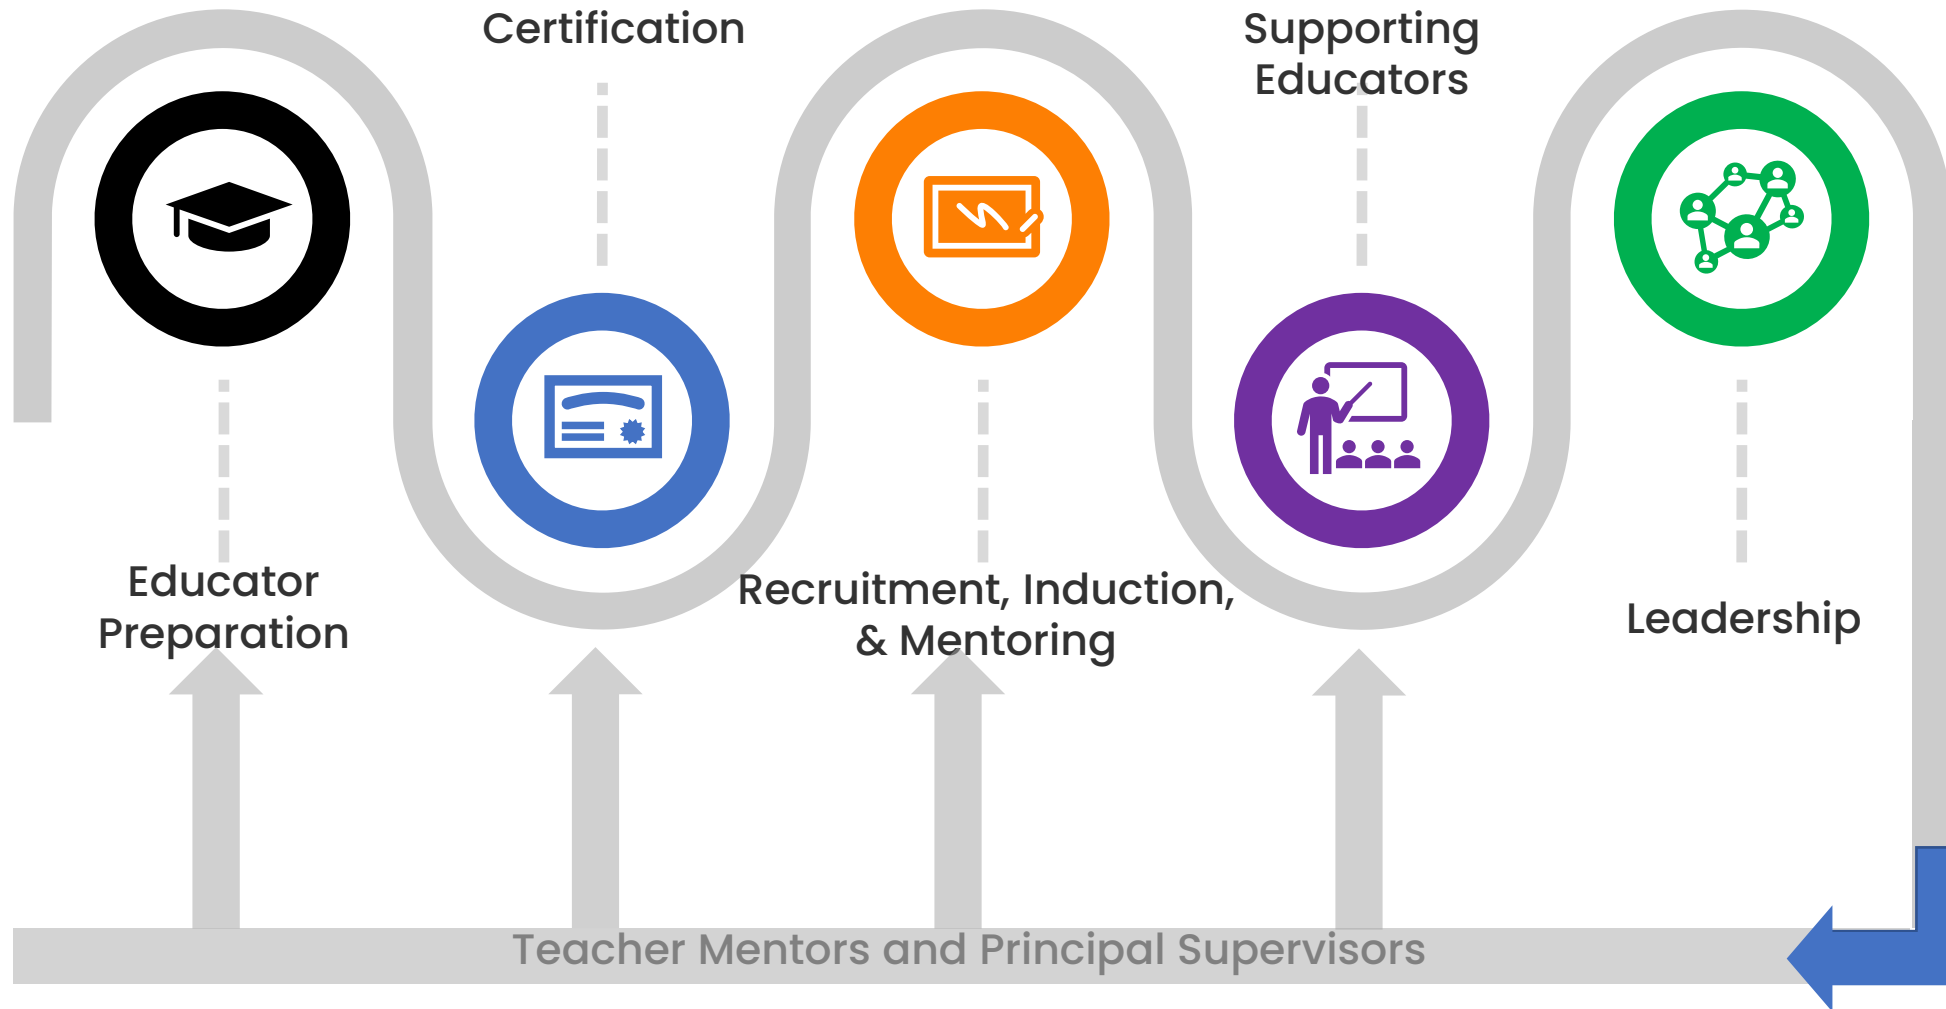 Certification
Supporting
Educators
Educator
Preparation
Recruitment, Induction,
& Mentoring
Leadership
Teacher Mentors and Principal Supervisors